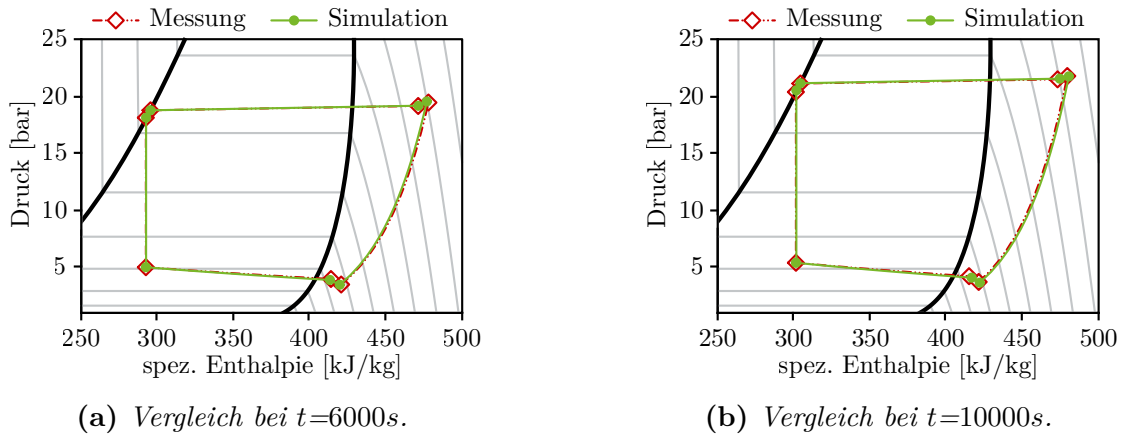 Messung Simulation
25
20
15
10
5
Druck [bar]
250 300 350 400 450 500
spez. Enthalpie [kJ/kg]
(a) Vergleich bei t=6000s.
Messung Simulation
25
20
15
10
5
Druck [bar]
250 300 350 400 450 500
spez. Enthalpie [kJ/kg]
(b) Vergleich bei t=10000s.